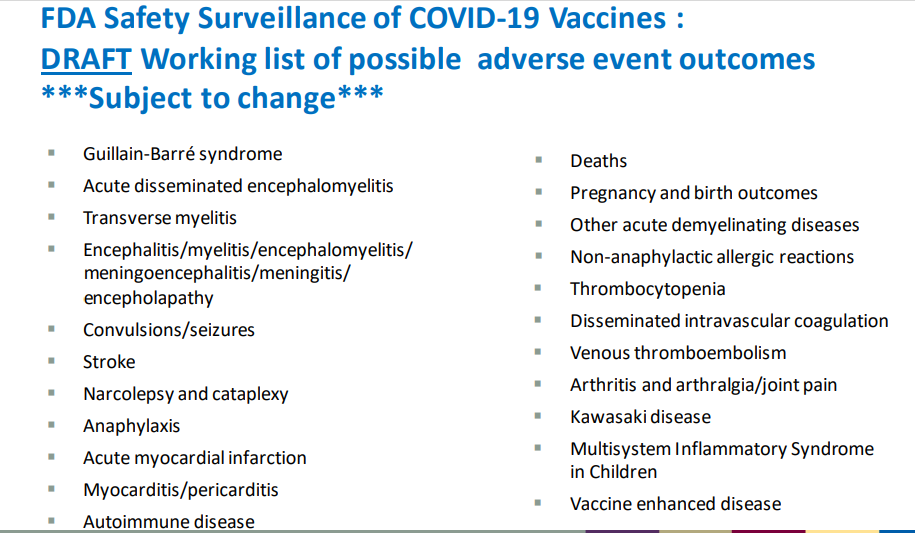 FDA Safety Surveillance of COVID-19 Vaccines :
DRAFT Working list of possible adverse event outcomes
***Subject to change***
Guillain-Barré syndrome
Acute disseminated encephalomyelitis
Transverse myelitis
Encephalitis/myelitis/encephalomyelitis/
meningoencephalitis/meningitis/
encepholapathy
Convulsions/seizures
Stroke
Narcolepsy and cataplexy
Anaphylaxis
Acute myocardial infarction
Myocarditis/pericarditis
Autoimmune disease
Deaths
Pregnancy and birth outcomes
Other acute demyelinating diseases
Non-anaphylactic allergic reactions
Thrombocytopenia
Disseminated intravascular coagulation
Venous thromboembolism
Arthritis and arthralgia/joint pain
Kawasaki disease
Multisystem Inflammatory Syndrome
in Children
Vaccine enhanced disease